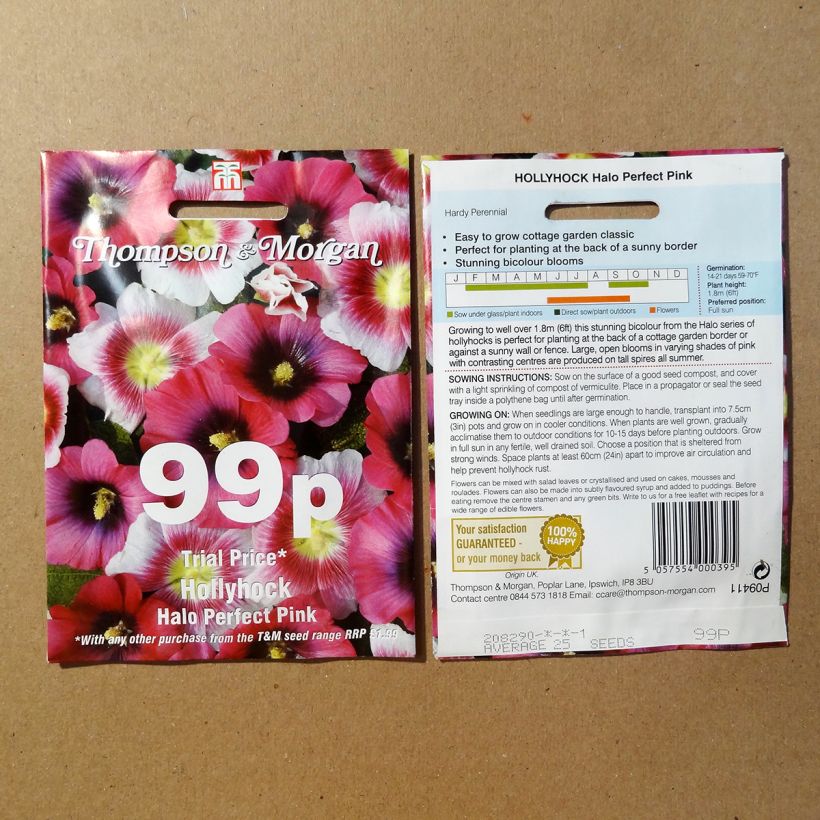 Thompson & Morgan
99p
Trial Price*
Hollyhock
Halo Perfect Pink
*With any other purchase from the T&M seed range RRP £1.99
HOLLYHOCK Halo Perfect Pink
Hardy Perennial
• Easy to grow cottage garden classic
• Perfect for planting at the back of a sunny border
• Stunning bicolour blooms
J F M A M J J A S O N D
Sow under glass/plant indoors Direct sow/plant outdoors Flowers
Germination:
14-21 days 59-70°F
Plant height:
1.8m (6ft)
Preferred position:
Full sun
Growing to well over 1.8m (6ft) this stunning bicolour from the Halo series of
hollyhocks is perfect for planting at the back of a cottage garden border or
against a sunny wall or fence. Large, open blooms in varying shades of pink
with contrasting centres are produced on tall spires all summer.
SOWING INSTRUCTIONS: Sow on the surface of a good seed compost, and cover
with a light sprinkling of compost of vermiculite. Place in a propagator or seal the seed
tray inside a polythene bag until after germination.
GROWING ON: When seedlings are large enough to handle, transplant into 7.5cm
(3in) pots and grow on in cooler conditions. When plants are well grown, gradually
acclimatise them to outdoor conditions for 10-15 days before planting outdoors. Grow
in full sun in any fertile, well drained soil. Choose a position that is sheltered from
strong winds. Space plants at least 60cm (24in) apart to improve air circulation and
help prevent hollyhock rust.
Flowers can be mixed with salad leaves or crystallised and used on cakes, mousses and
roulades. Flowers can also be made into subtly flavoured syrup and added to puddings. Before
eating remove the centre stamen and any green bits. Write to us for a free leaflet with recipes for a
wide range of edible flowers.
Your satisfaction
GUARANTEED -
or your money back
100%
HAPPY
Origin UK.
5 057554 000395
P09411
Thompson & Morgan, Poplar Lane, Ipswich, IP8 3BU
Contact centre 0844 573 1818 Email: ccare@thompson-morgan.com
208290-*-*-1
99P
AVERAGE 25 SEEDS